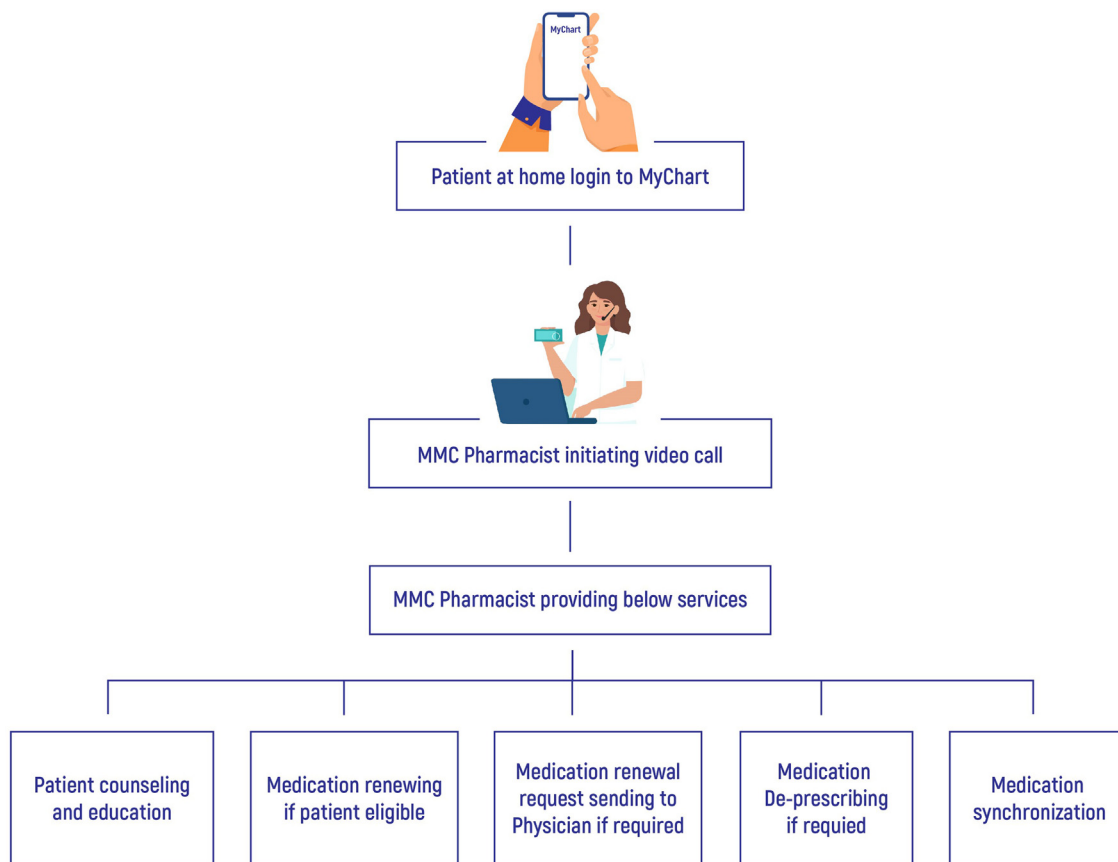 MyChart
Patient at home login to MyChart
MMC Pharmacist initiating video call
MMC Pharmacist providing below services
Patient counseling
and education
Medication renewing
if patient eligible
Medication renewal
request sending to
Physician if required
Medication
De-prescribing
if requied
Medication
synchronization